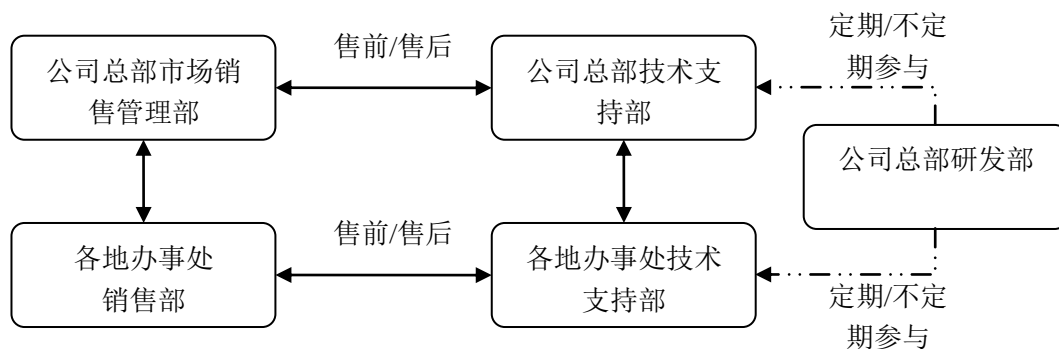 公司总部市场销
售管理部
售前/售后
公司总部技术支
持部
定期/不定
期参与
公司总部研发部
各地办事处
销售部
售前/售后
各地办事处技术
支持部
定期/不定
期参与